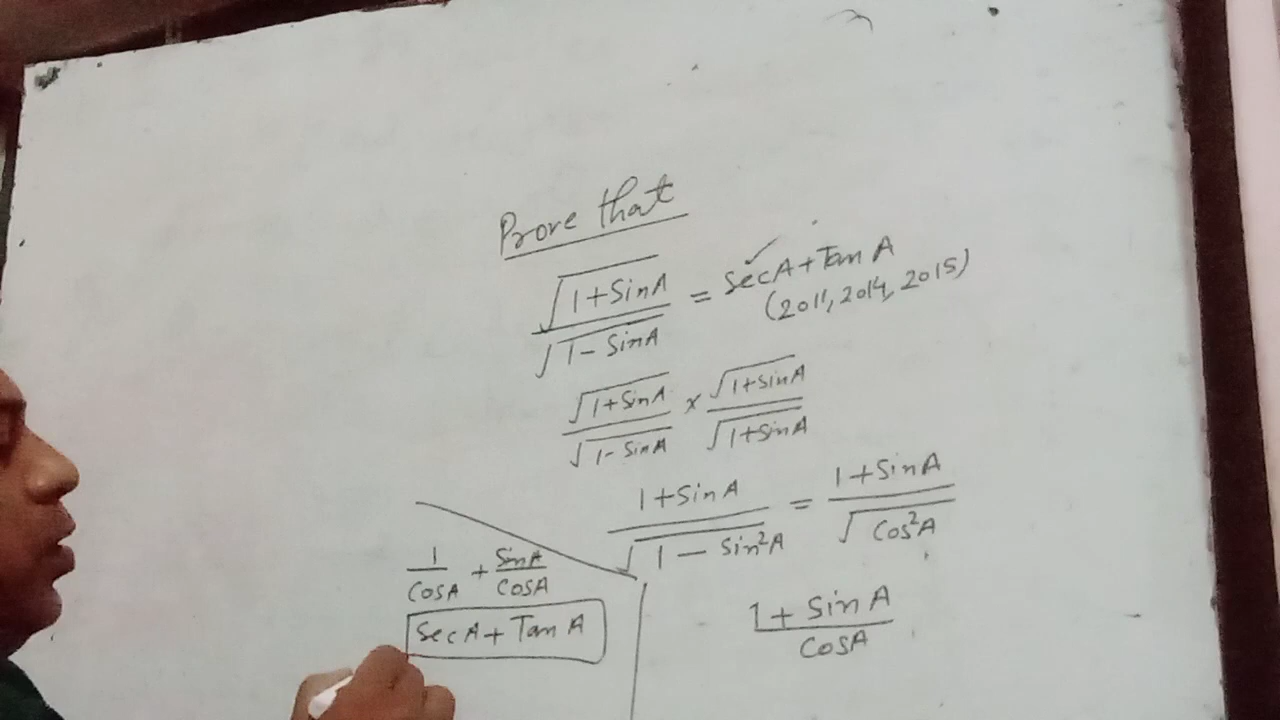 Prove that
√1+SinA / √1-SinA = SecA+Tan A
(2011, 2014, 2015)
√1+SinA / √1-SinA × √1+SinA / √1+SinA
1+SinA / √1-Sin²A = 1+SinA / √Cos²A
1+SinA / CosA
1/CosA + SinA/CosA
SecA+Tan A